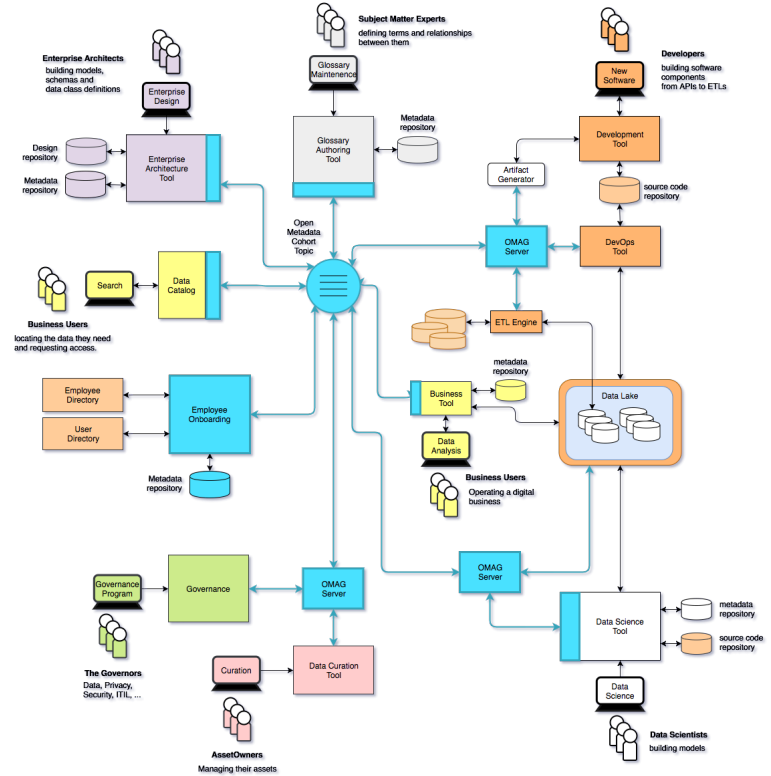 Subject Matter Experts
defining terms and relationships
between them
Enterprise Architects
building models,
schemas and
data class definitions
Developers
building software
components
from APIs to ETLs
Enterprise
Design
Glossary
Maintenence
New
Software
Design
repository
Metadata
repository
Enterprise
Architecture
Tool
Glossary
Authoring
Tool
Metadata
repository
Development
Tool
Artifact
Generator
source code
repository
Open
Metadata
Cohort
Topic
OMAG
Server
DevOps
Tool
Search
Data
Catalog
Business Users
locating the data they need
and requesting access.
ETL Engine
metadata
repository
Employee
Directory
User
Directory
Employee
Onboarding
Business
Tool
Data Lake
Data
Analysis
Metadata
repository
Business Users
Operating a digital
business
Governance
Program
Governance
OMAG
Server
OMAG
Server
Data Science
Tool
metadata
repository
source code
repository
The Governors
Data, Privacy,
Security, ITIL, ...
Curation
Data Curation
Tool
Data
Science
AssetOwners
Managing their assets
Data Scientists
building models